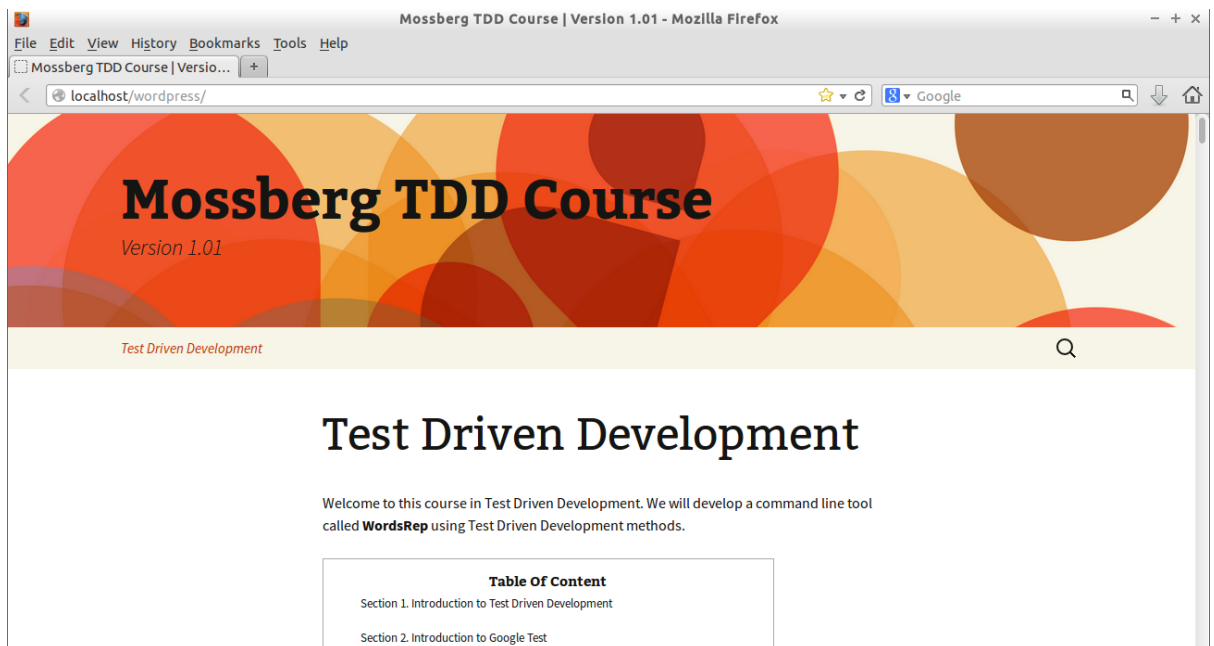 Mossberg TDD Course | Version 1.01 - Mozilla Firefox
File Edit View History Bookmarks Tools Help
Mossberg TDD Course | Versio... +
localhost/wordpress/
8 Google
Mossberg TDD Course
Version 1.01
Test Driven Development
Test Driven Development
Welcome to this course in Test Driven Development. We will develop a command line tool
called WordsRep using Test Driven Development methods.
Table Of Content
Section 1. Introduction to Test Driven Development
Section 2. Introduction to Google Test